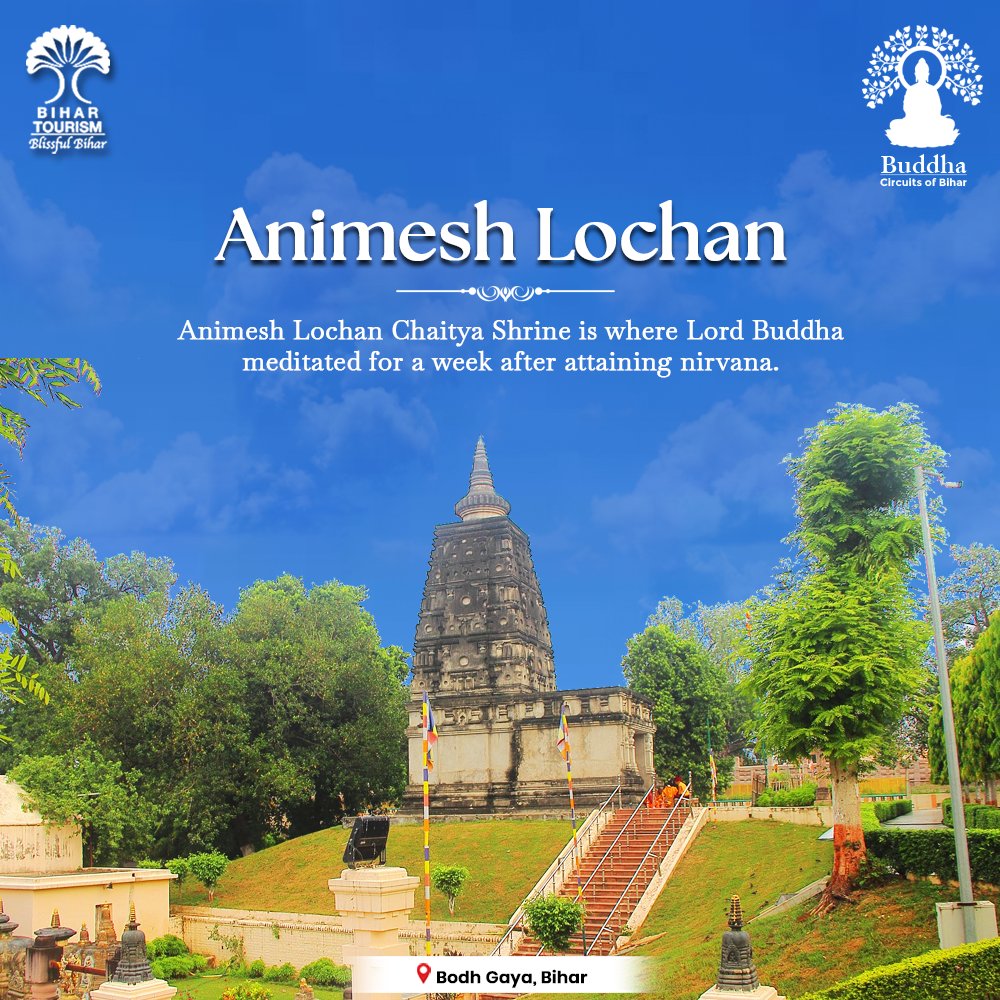 BIHAR
TOURISM
Blissful Bihar
Buddha
Circuits of Bihar
Animesh Lochan
Animesh Lochan Chaitya Shrine is where Lord Buddha
meditated for a week after attaining nirvana.
Bodh Gaya, Bihar